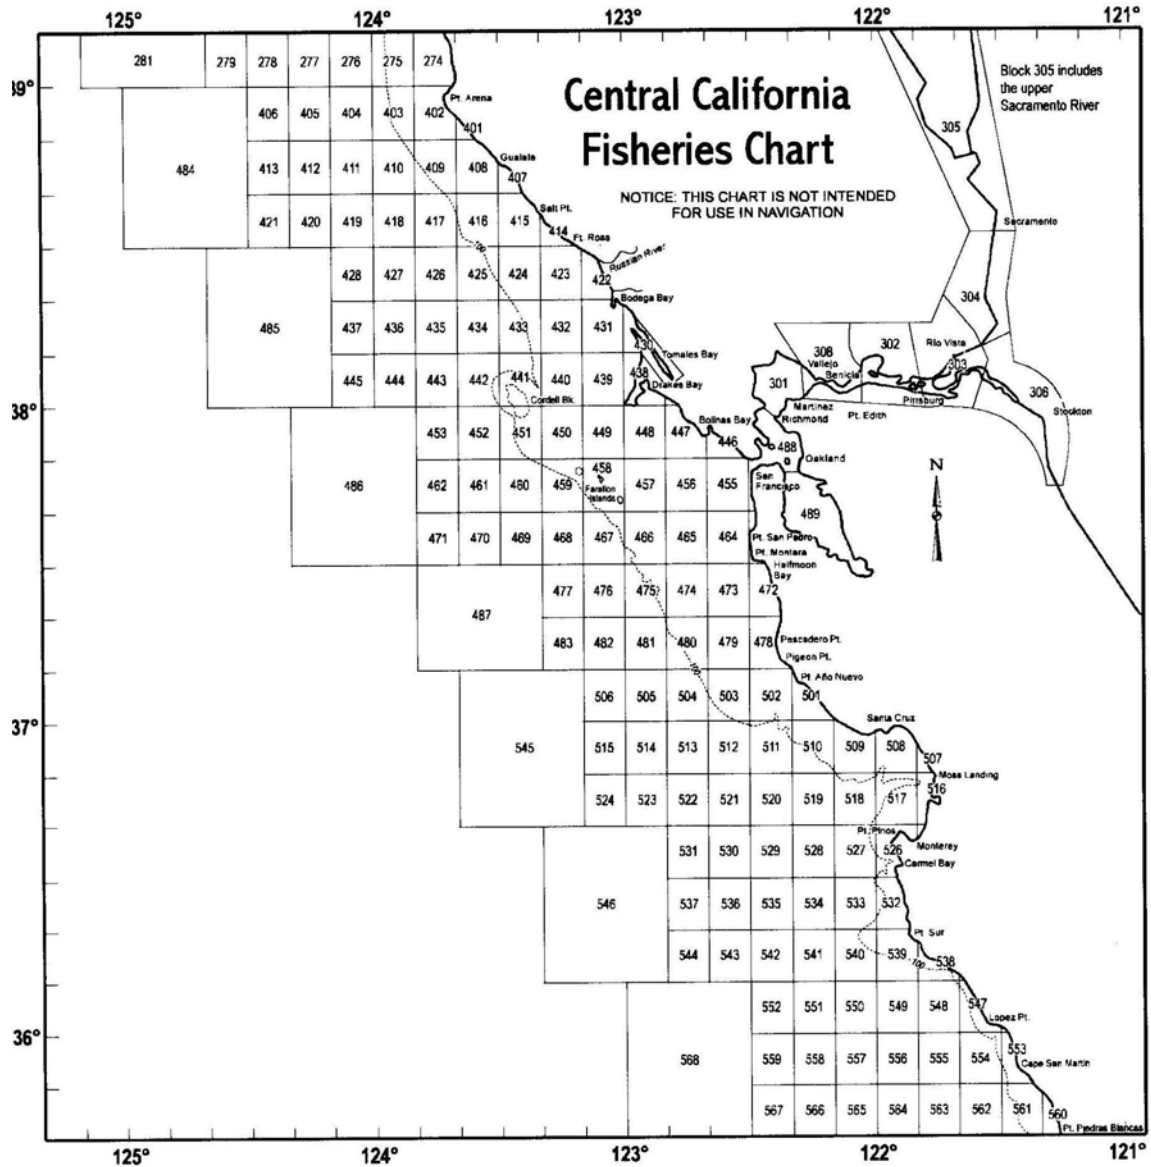 125° 124° 123° 122° 121°
281 279 278 277 276 275 274
Central California
Fisheries Chart
NOTICE: THIS CHART IS NOT INTENDED
FOR USE IN NAVIGATION
Block 305 includes
the upper
Sacramento River
39°
Pt. Arena
406 405 404 403 402
401
305
Gualala
484 413 412 411 410 409 408
407
Salt Pt.
421 420 419 418 417 416 415
414
Ft. Ross
100
Sacramento
Russian River
428 427 426 425 424 423 422
Bodega Bay
304
485 437 436 435 434 433 432 431
430
Tomales Bay
308 302 Rio Vista
Vallejo
Benicia
303
445 444 443 442 441 440 439 438
Drakes Bay
Cordell Bk.
301
Pittsburg
306
Stockton
38°
Martinez
Richmond
Pt. Edith
Bolinas Bay
453 452 451 450 449 448 447 446
488
Oakland
N
458
486 462 461 460 459 457 456 455
Farallon
Islands
San
Francisco
489
471 470 469 468 467 466 465 464
Pt. San Pedro
Pt. Montara
Halfmoon
Bay
477 476 475 474 473 472
487
483 482 481 480 479 478
Pescadero Pt.
Pigeon Pt.
100
Pt. Año Nuevo
506 505 504 503 502 501
37°
Santa Cruz
545 515 514 513 512 511 510 509 508
507
Moss Landing
524 523 522 521 520 519 518 517 516
Pt. Pinos
Monterey
531 530 529 528 527 526
Carmel Bay
546 537 536 535 534 533 532
Pt. Sur
544 543 542 541 540 539 538
100
552 551 550 549 548 547
Lopez Pt.
36°
568 559 558 557 556 555 554 553
Cape San Martin
567 566 565 564 563 562 561 560
Pt. Piedras Blancas
125° 124° 123° 122° 121°